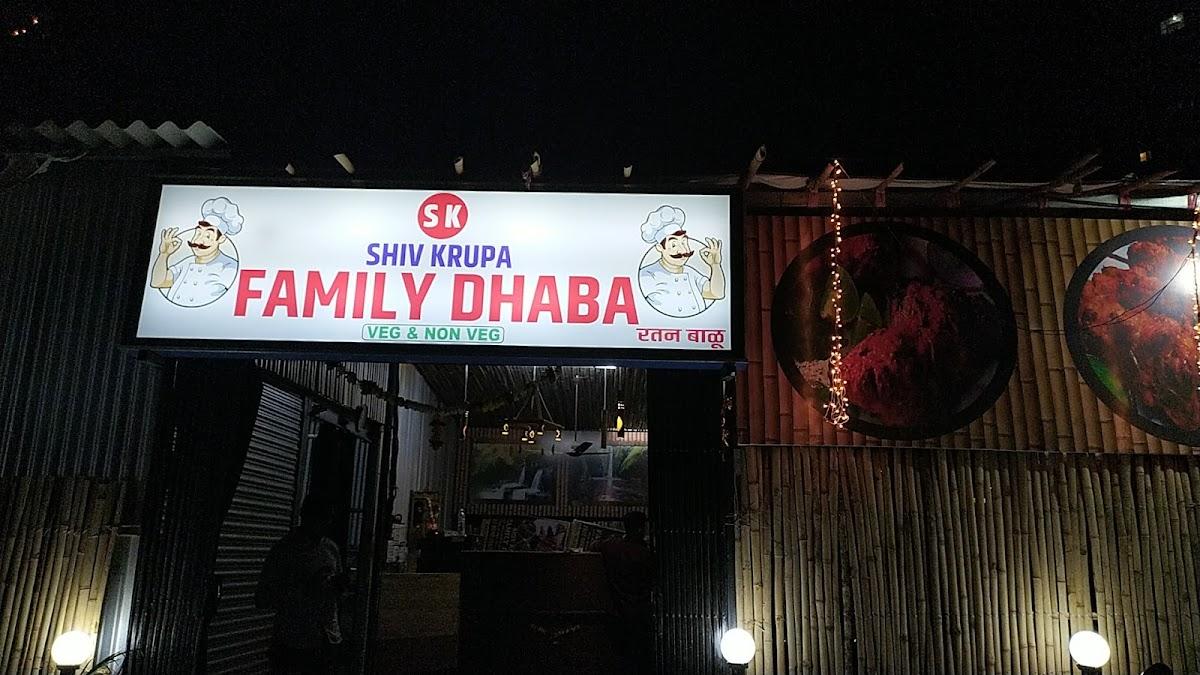 SK
SHIV KRUPA
FAMILY DHABA
VEG & NON VEG
रतन बाळू